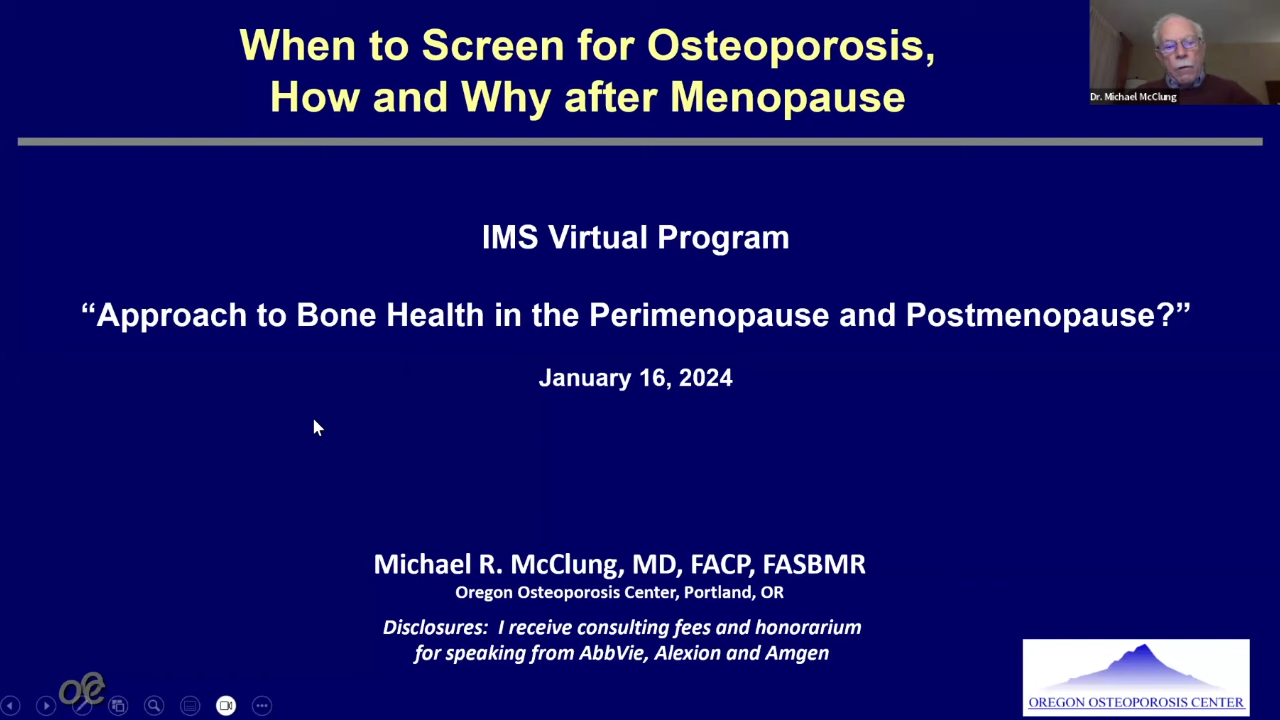 When to Screen for Osteoporosis,
How and Why after Menopause
Dr. Michael McClung
IMS Virtual Program
“Approach to Bone Health in the Perimenopause and Postmenopause?”
January 16, 2024
Michael R. McClung, MD, FACP, FASBMR
Oregon Osteoporosis Center, Portland, OR
Disclosures: I receive consulting fees and honorarium
for speaking from AbbVie, Alexion and Amgen
OREGON OSTEOPOROSIS CENTER